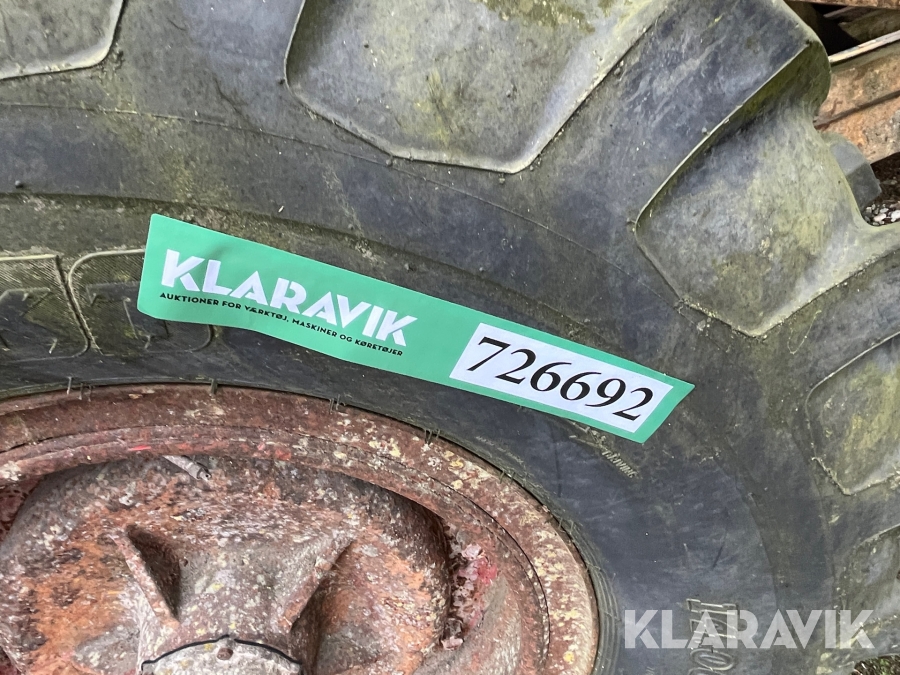 KLARAVIK
AUKTIONER FOR VÆRKTØJ, MASKINER OG KØRETØJER
726692
KLARAVIK